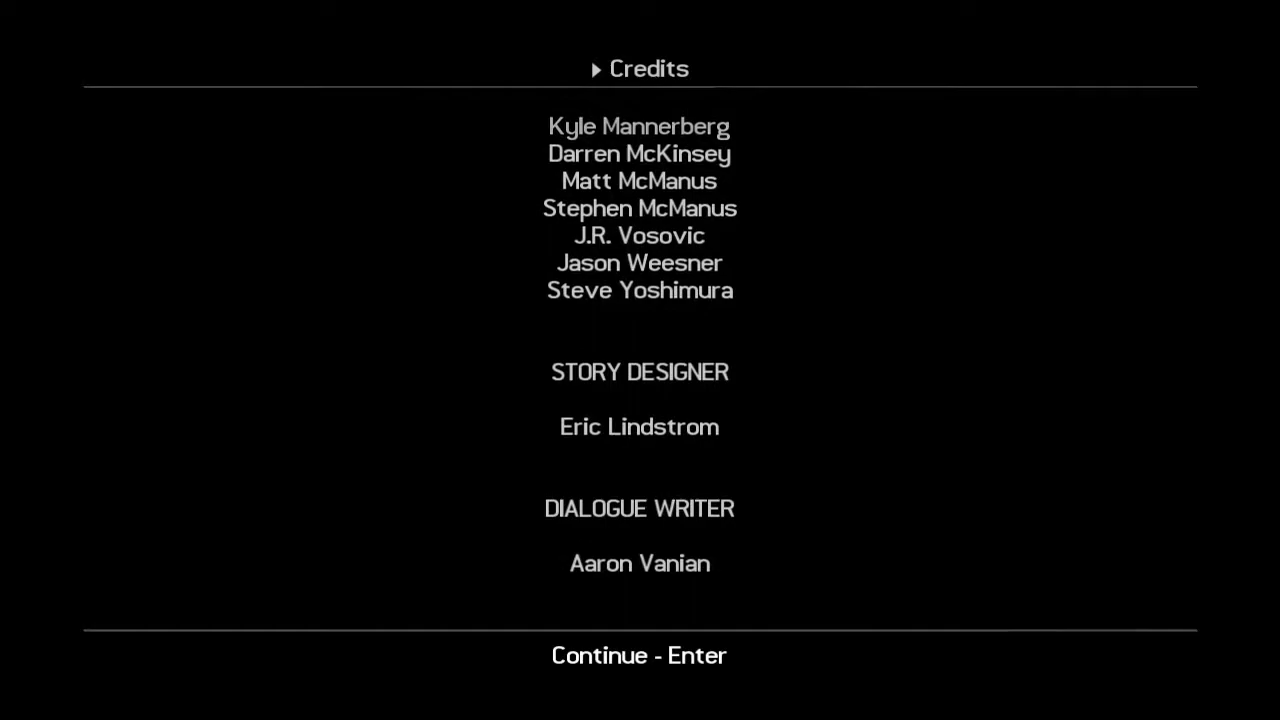 Credits
Kyle Mannerberg
Darren McKinsey
Matt McManus
Stephen McManus
J.R. Vosovic
Jason Weesner
Steve Yoshimura
STORY DESIGNER
Eric Lindstrom
DIALOGUE WRITER
Aaron Vanian
Continue - Enter